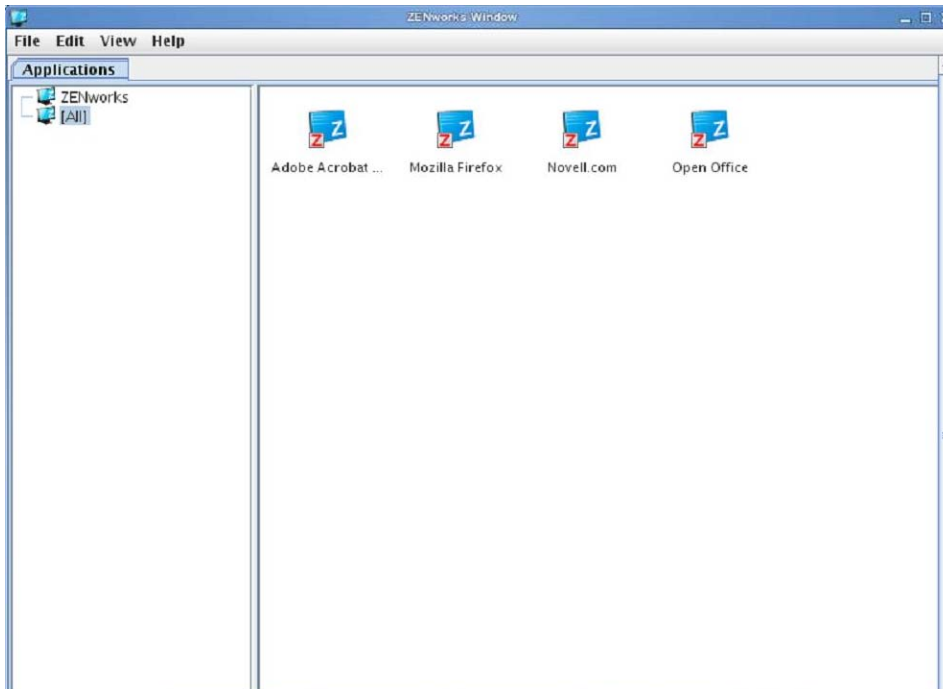 ZENworks Window
File Edit View Help
Applications
ZENworks
[All]
Z Z Z Z
Z Z Z Z
Adobe Acrobat ... Mozilla Firefox Novell.com Open Office